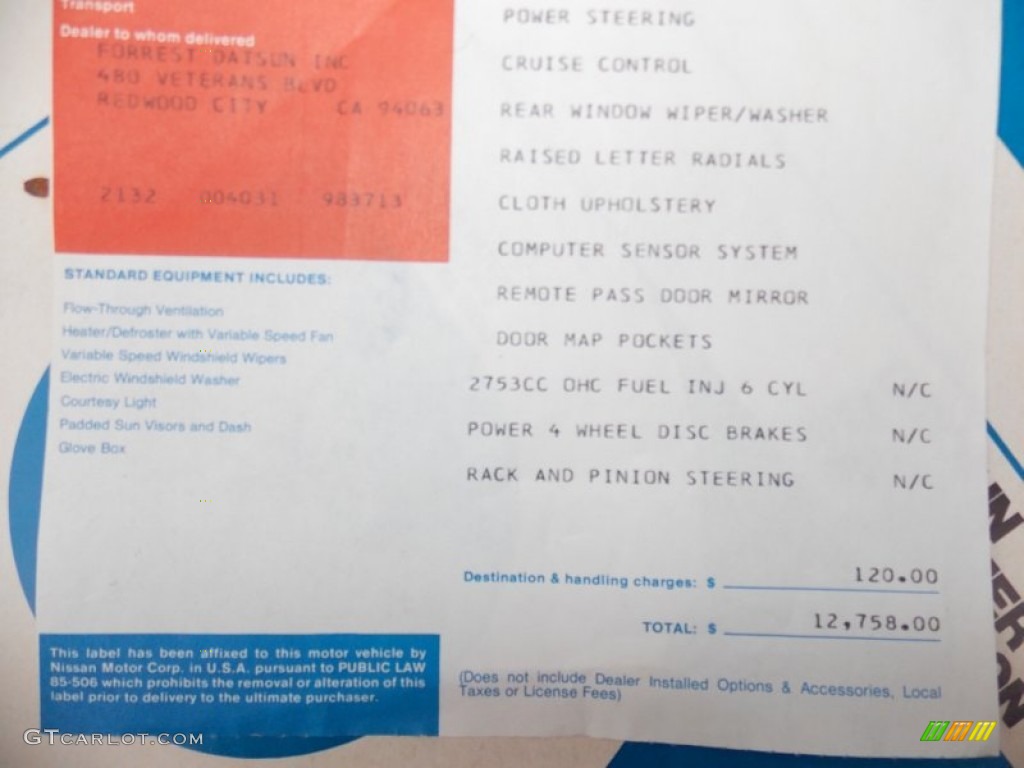 Transport
Dealer to whom delivered
FORREST DATSUN INC
480 VETERANS BLVD
REDWOOD CITY CA 94063
2132 004031 983713
STANDARD EQUIPMENT INCLUDES:
Flow-Through Ventilation
Heater/Defroster with Variable Speed Fan
Variable Speed Windshield Wipers
Electric Windshield Washer
Courtesy Light
Padded Sun Visors and Dash
Glove Box
This label has been affixed to this motor vehicle by
Nissan Motor Corp. in U.S.A. pursuant to PUBLIC LAW
85-506 which prohibits the removal or alteration of this
label prior to delivery to the ultimate purchaser.
POWER STEERING
CRUISE CONTROL
REAR WINDOW WIPER/WASHER
RAISED LETTER RADIALS
CLOTH UPHOLSTERY
COMPUTER SENSOR SYSTEM
REMOTE PASS DOOR MIRROR
DOOR MAP POCKETS
2753CC OHC FUEL INJ 6 CYL N/C
POWER 4 WHEEL DISC BRAKES N/C
RACK AND PINION STEERING N/C
Destination & handling charges: $ 120.00
TOTAL: $ 12,758.00
(Does not include Dealer Installed Options & Accessories, Local
Taxes or License Fees)
GTCARLOT.COM